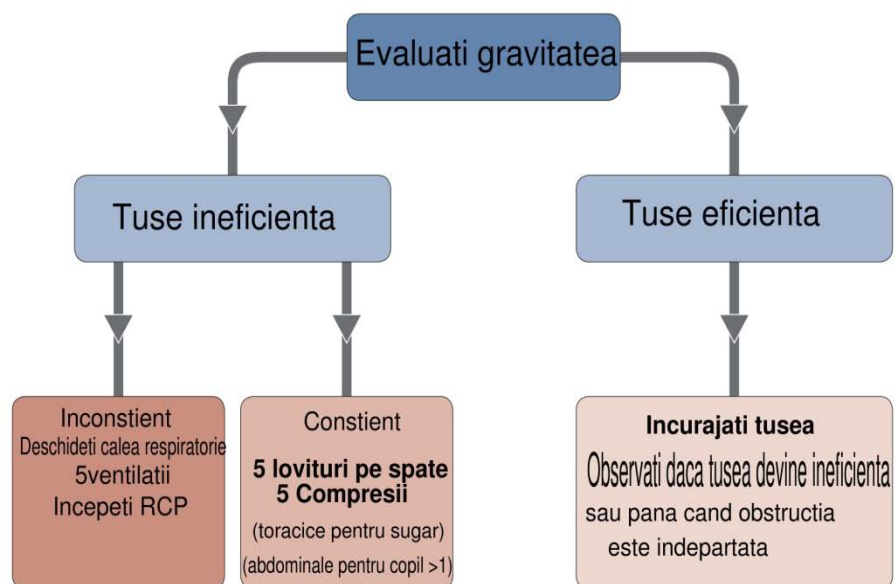 Evaluati gravitatea
Tuse ineficienta
Tuse eficienta
Inconstient
Deschideti calea respiratorie
5ventilatii
Incepeti RCP
Constient
5 lovituri pe spate
5 Compresii
(toracice pentru sugar)
(abdominale pentru copil >1)
Incurajati tusea
Observati daca tusea devine ineficienta
sau pana cand obstructia
este indepartata